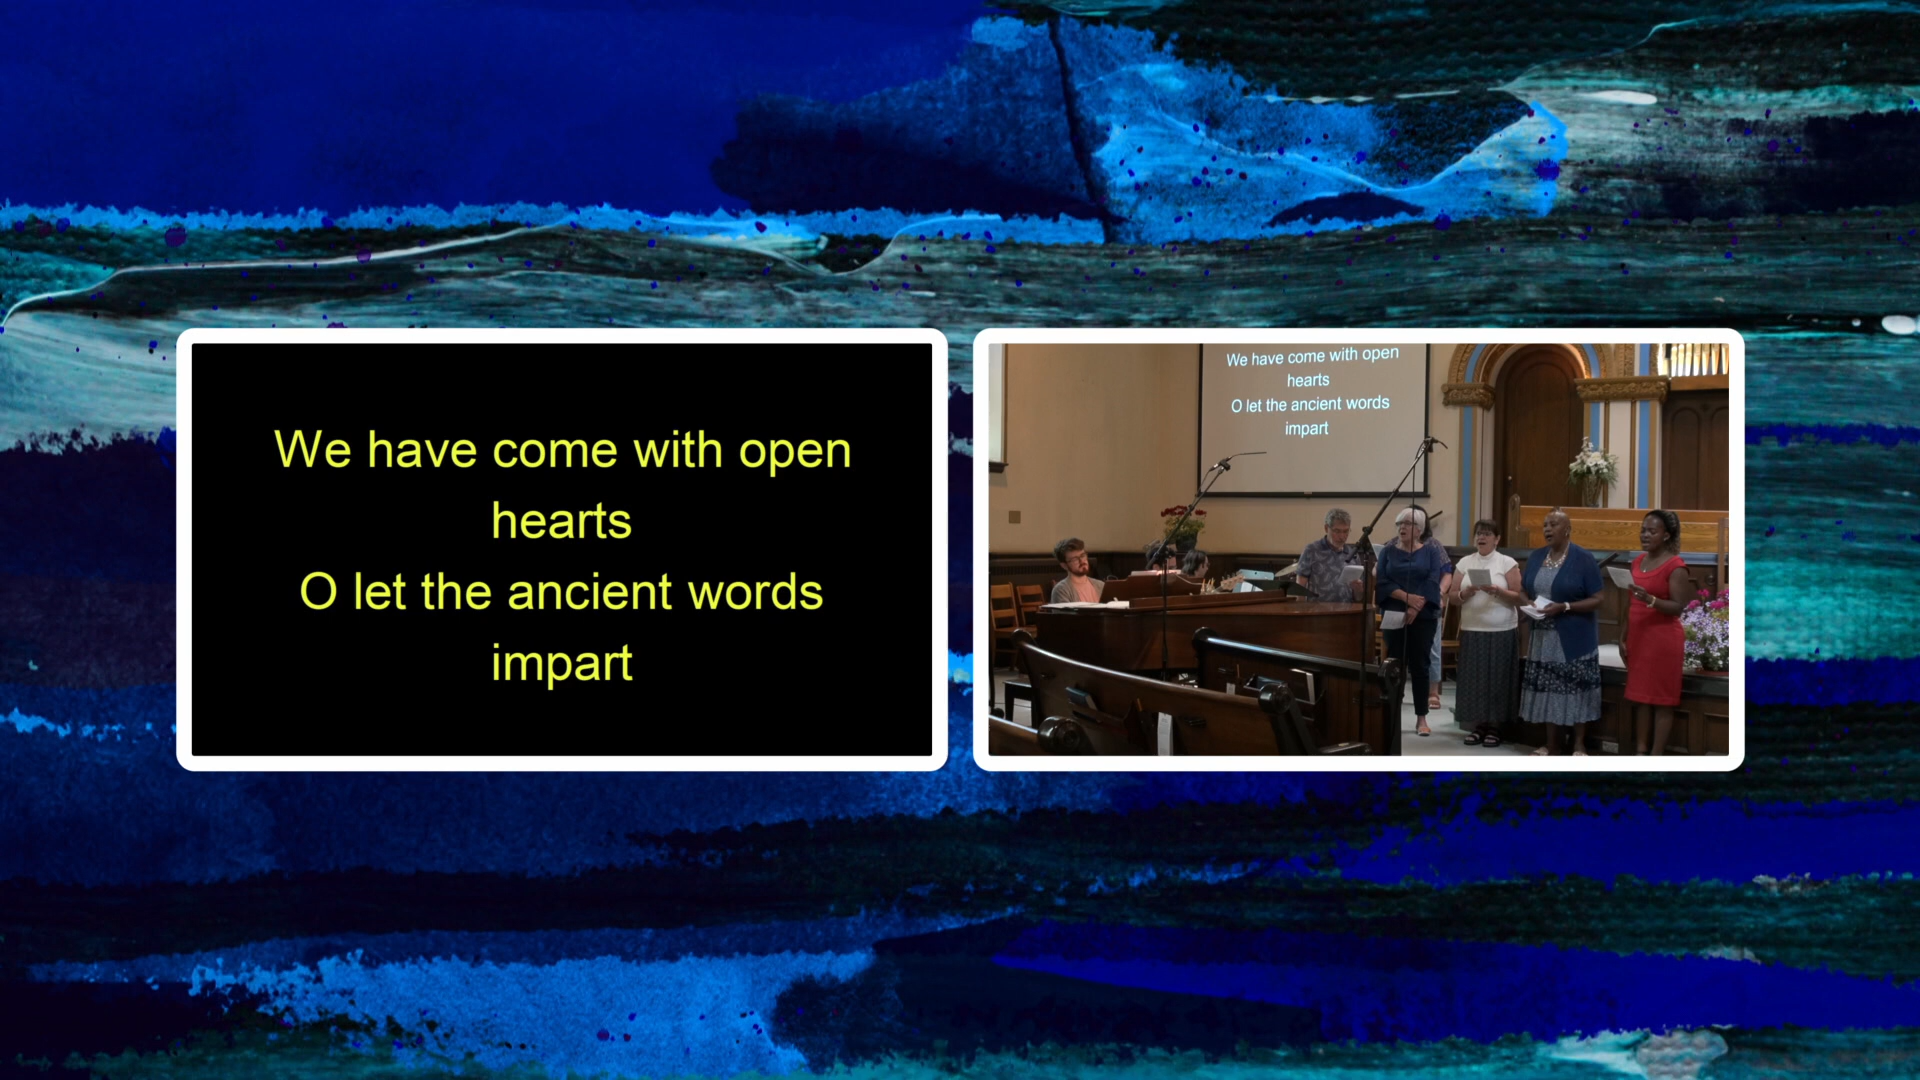 We have come with open
hearts
O let the ancient words
impart
We have come with open
hearts
O let the ancient words
impart